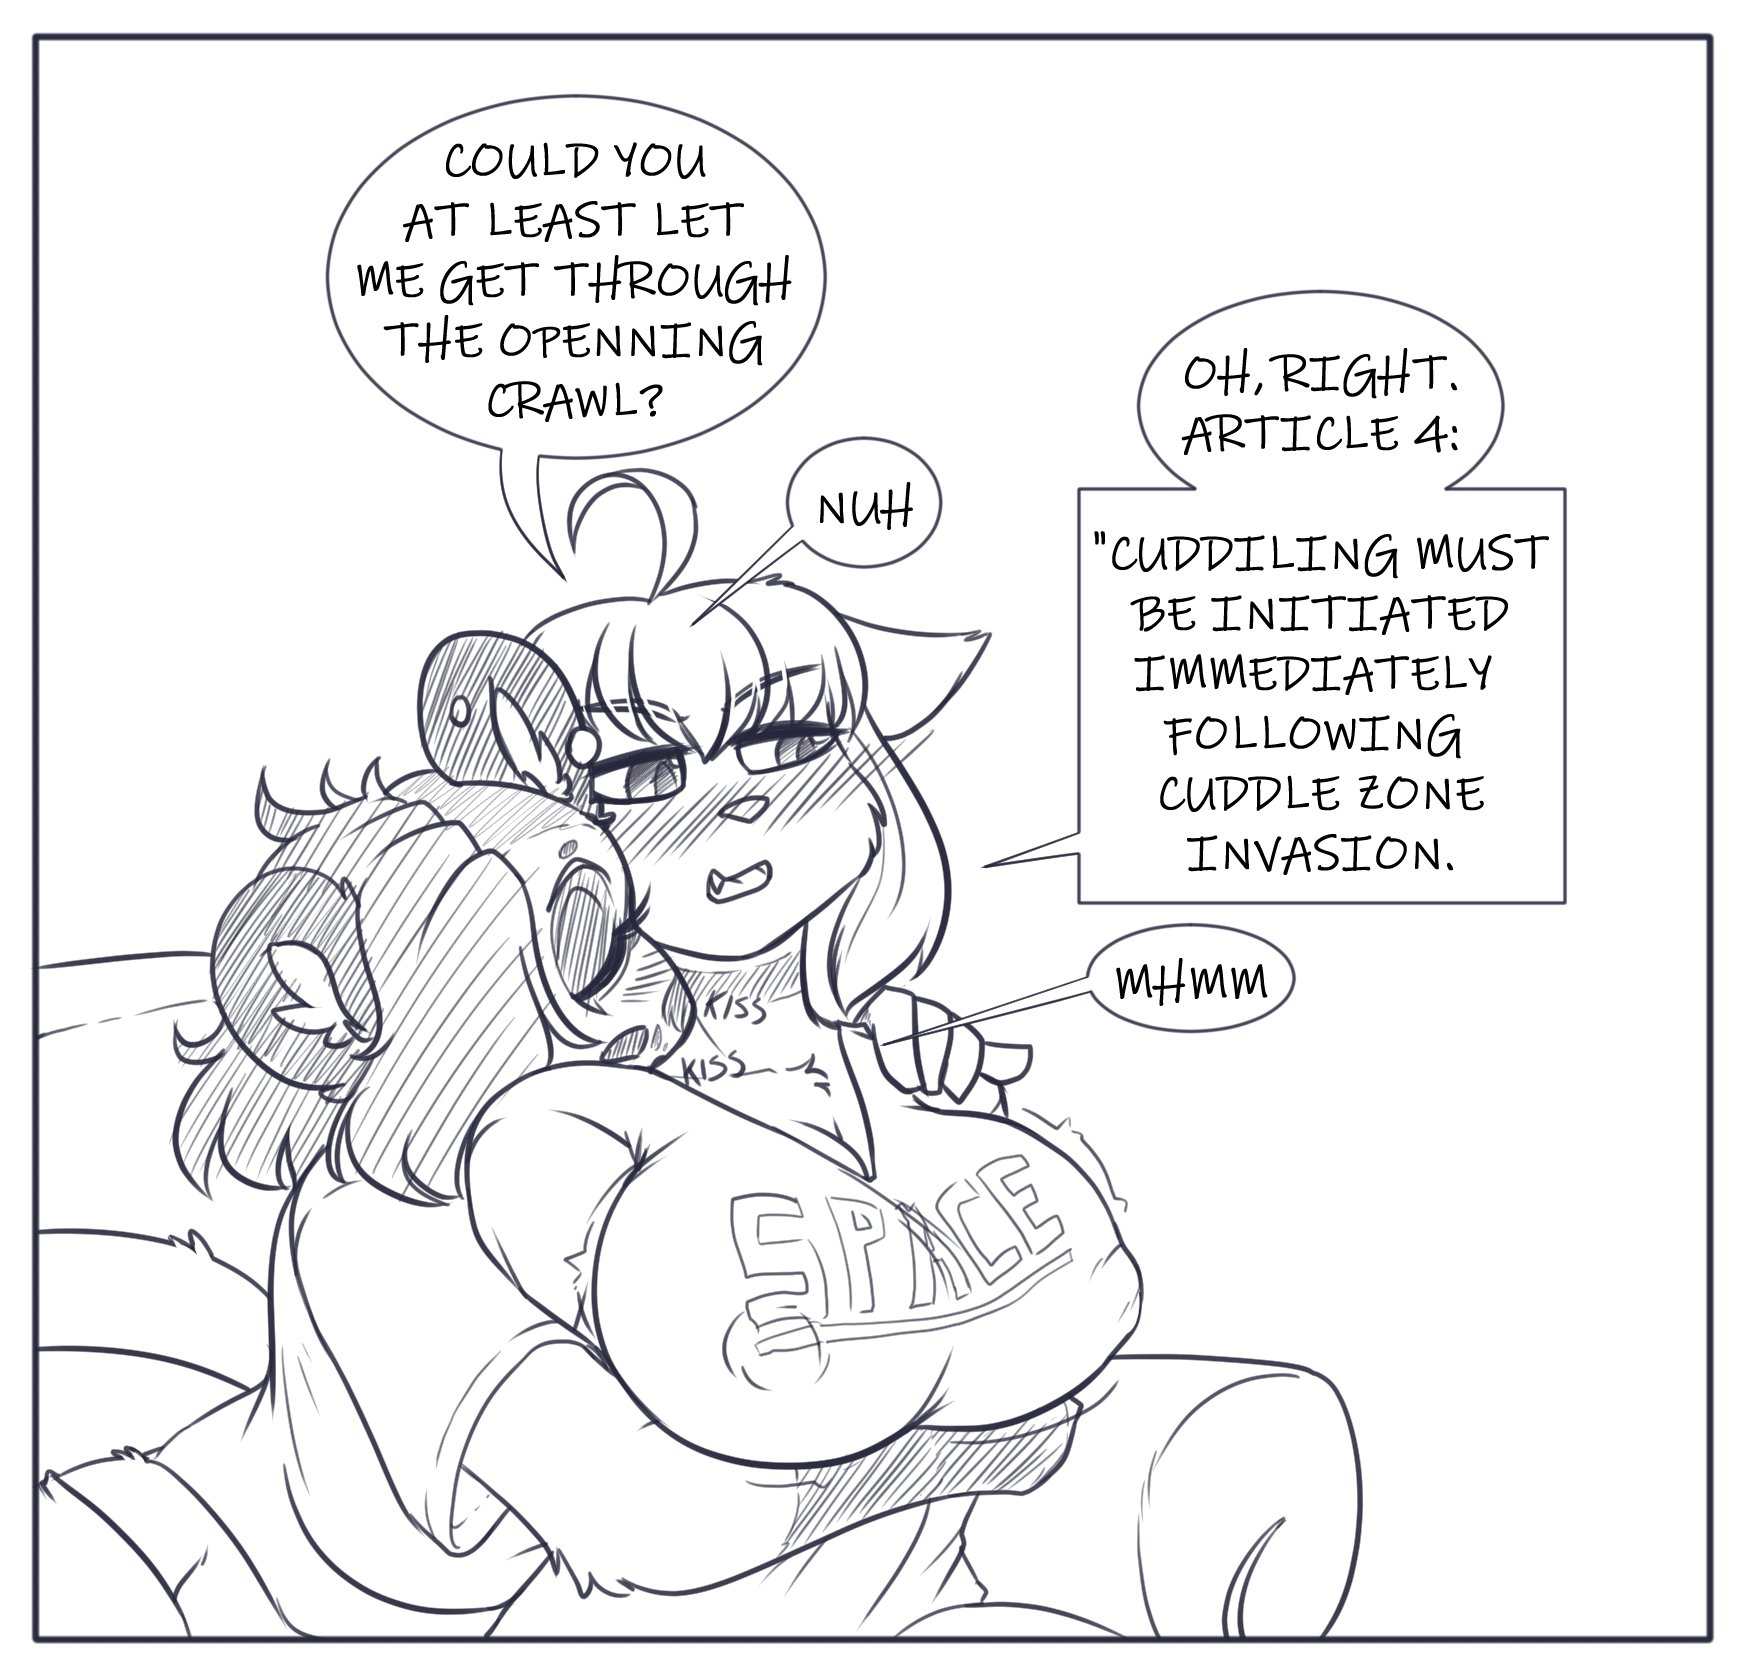 COULD YOU
AT LEAST LET
ME GET THROUGH
THE OPENNING
CRAWL?
NUH
OH, RIGHT.
ARTICLE 4:
"CUDDILING MUST
BE INITIATED
IMMEDIATELY
FOLLOWING
CUDDLE ZONE
INVASION.
MHMM
KISS
KISS
SPACE